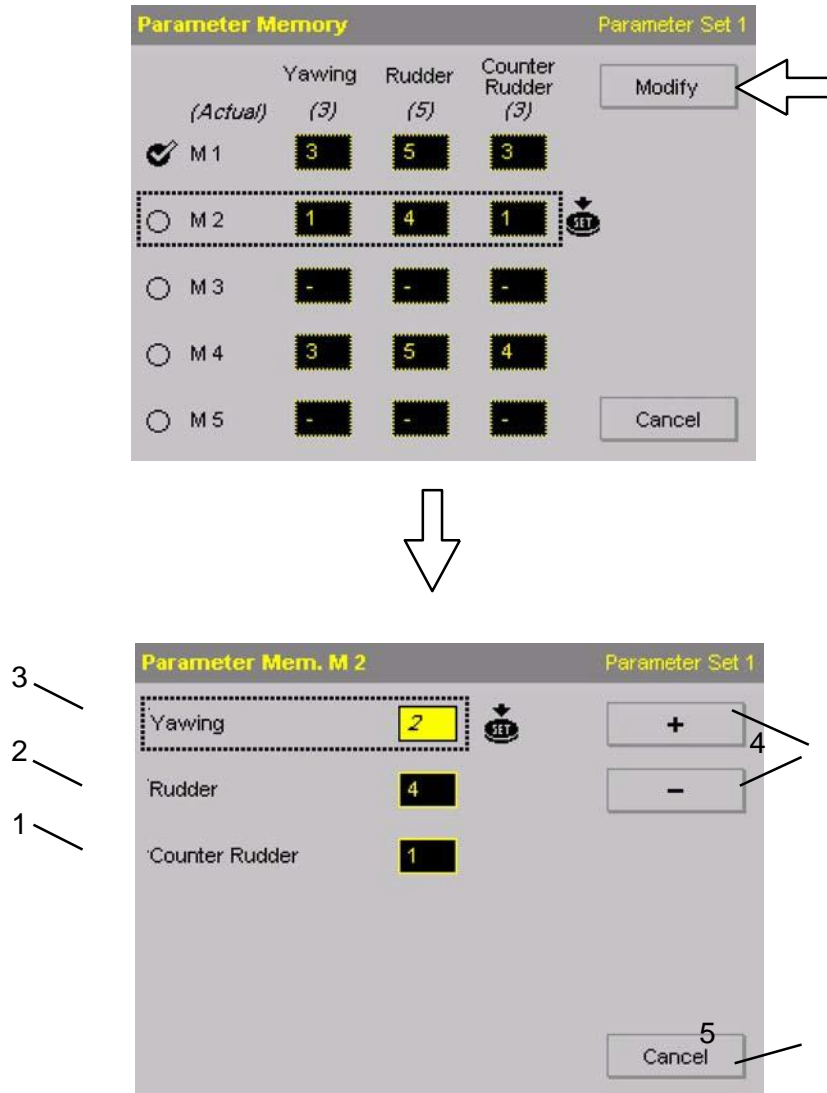 Parameter Memory Parameter Set 1
Yawing Rudder Counter Rudder Modify
(Actual) (3) (5) (3)
M 1 3 5 3
M 2 1 4 1 SET
M 3 - - -
M 4 3 5 4
M 5 - - - Cancel
Parameter Mem. M 2 Parameter Set 1
3 Yawing 2 SET +
4
2 Rudder 4 −
1 Counter Rudder 1
5
Cancel